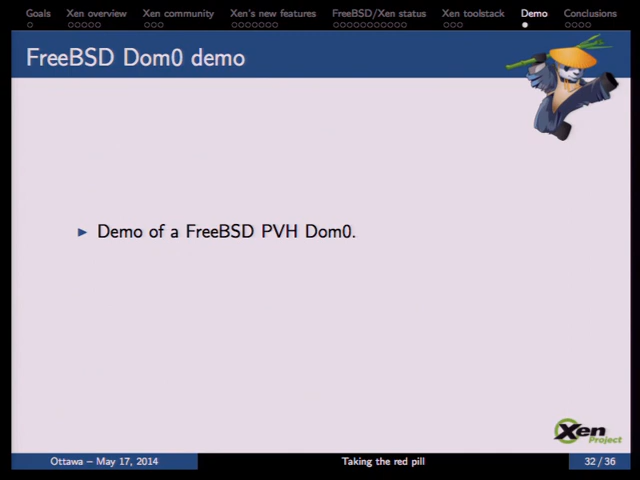 Goals Xen overview Xen community Xen's new features FreeBSD/Xen status Xen toolstack Demo Conclusions
FreeBSD Dom0 demo
Demo of a FreeBSD PVH Dom0.
Xen
Project
Ottawa – May 17, 2014 Taking the red pill 32 / 36